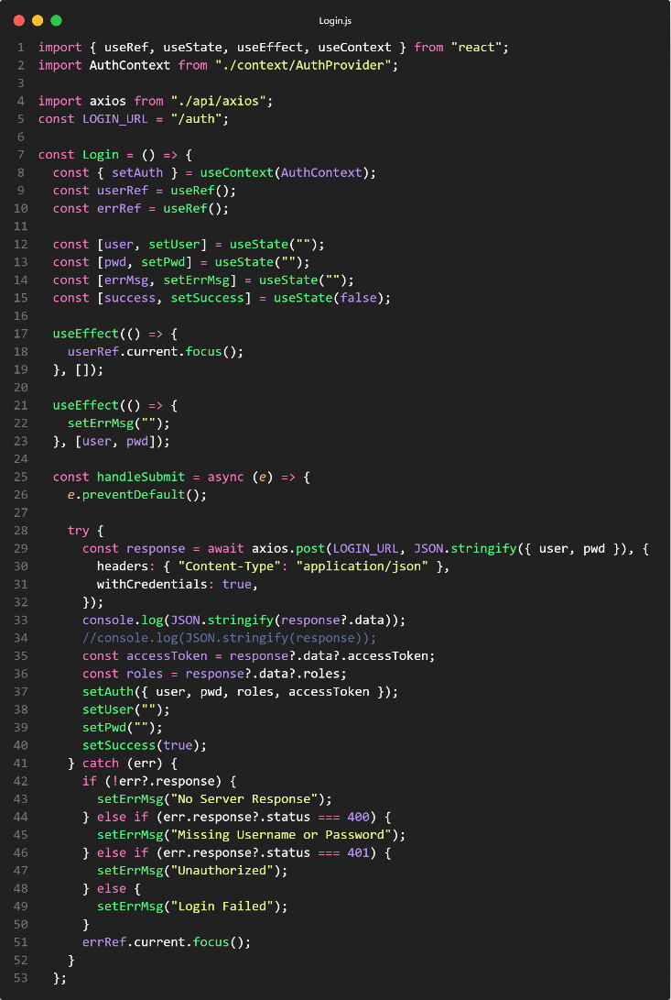 Login.js
1 import { useRef, useState, useEffect, useContext } from "react";
2 import AuthContext from "./context/AuthProvider";
3
4 import axios from "./api/axios";
5 const LOGIN_URL = "/auth";
6
7 const Login = () => {
8   const { setAuth } = useContext(AuthContext);
9   const userRef = useRef();
10   const errRef = useRef();
11
12   const [user, setUser] = useState("");
13   const [pwd, setPwd] = useState("");
14   const [errMsg, setErrMsg] = useState("");
15   const [success, setSuccess] = useState(false);
16
17   useEffect(() => {
18     userRef.current.focus();
19   }, []);
20
21   useEffect(() => {
22     setErrMsg("");
23   }, [user, pwd]);
24
25   const handleSubmit = async (e) => {
26     e.preventDefault();
27
28     try {
29       const response = await axios.post(LOGIN_URL, JSON.stringify({ user, pwd }), {
30         headers: { "Content-Type": "application/json" },
31         withCredentials: true,
32       });
33       console.log(JSON.stringify(response?.data));
34       //console.log(JSON.stringify(response));
35       const accessToken = response?.data?.accessToken;
36       const roles = response?.data?.roles;
37       setAuth({ user, pwd, roles, accessToken });
38       setUser("");
39       setPwd("");
40       setSuccess(true);
41     } catch (err) {
42       if (!err?.response) {
43         setErrMsg("No Server Response");
44       } else if (err.response?.status === 400) {
45         setErrMsg("Missing Username or Password");
46       } else if (err.response?.status === 401) {
47         setErrMsg("Unauthorized");
48       } else {
49         setErrMsg("Login Failed");
50       }
51       errRef.current.focus();
52     }
53   };